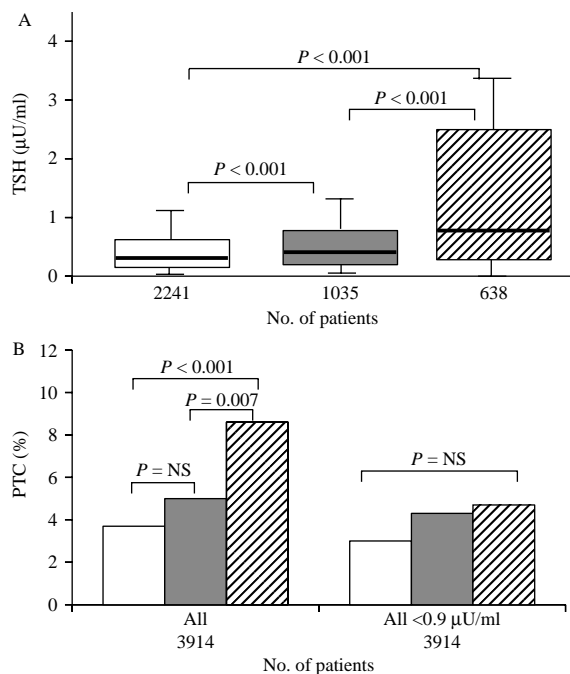 A
4
3
2
1
0
TSH (µU/ml)
P < 0.001
P < 0.001
P < 0.001
2241 1035 638
No. of patients
B
12
10
8
6
4
2
0
PTC (%)
P < 0.001
P = 0.007
P = NS
P = NS
All All <0.9 µU/ml
3914 3914
No. of patients